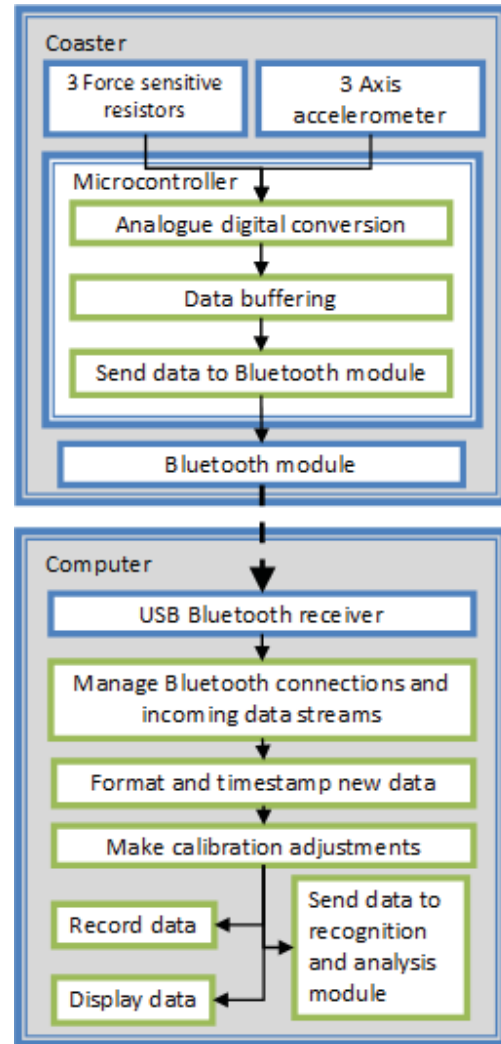 Coaster
3 Force sensitive
resistors
3 Axis
accelerometer
Microcontroller
Analogue digital conversion
Data buffering
Send data to Bluetooth module
Bluetooth module
Computer
USB Bluetooth receiver
Manage Bluetooth connections and
incoming data streams
Format and timestamp new data
Make calibration adjustments
Record data
Display data
Send data to
recognition
and analysis
module